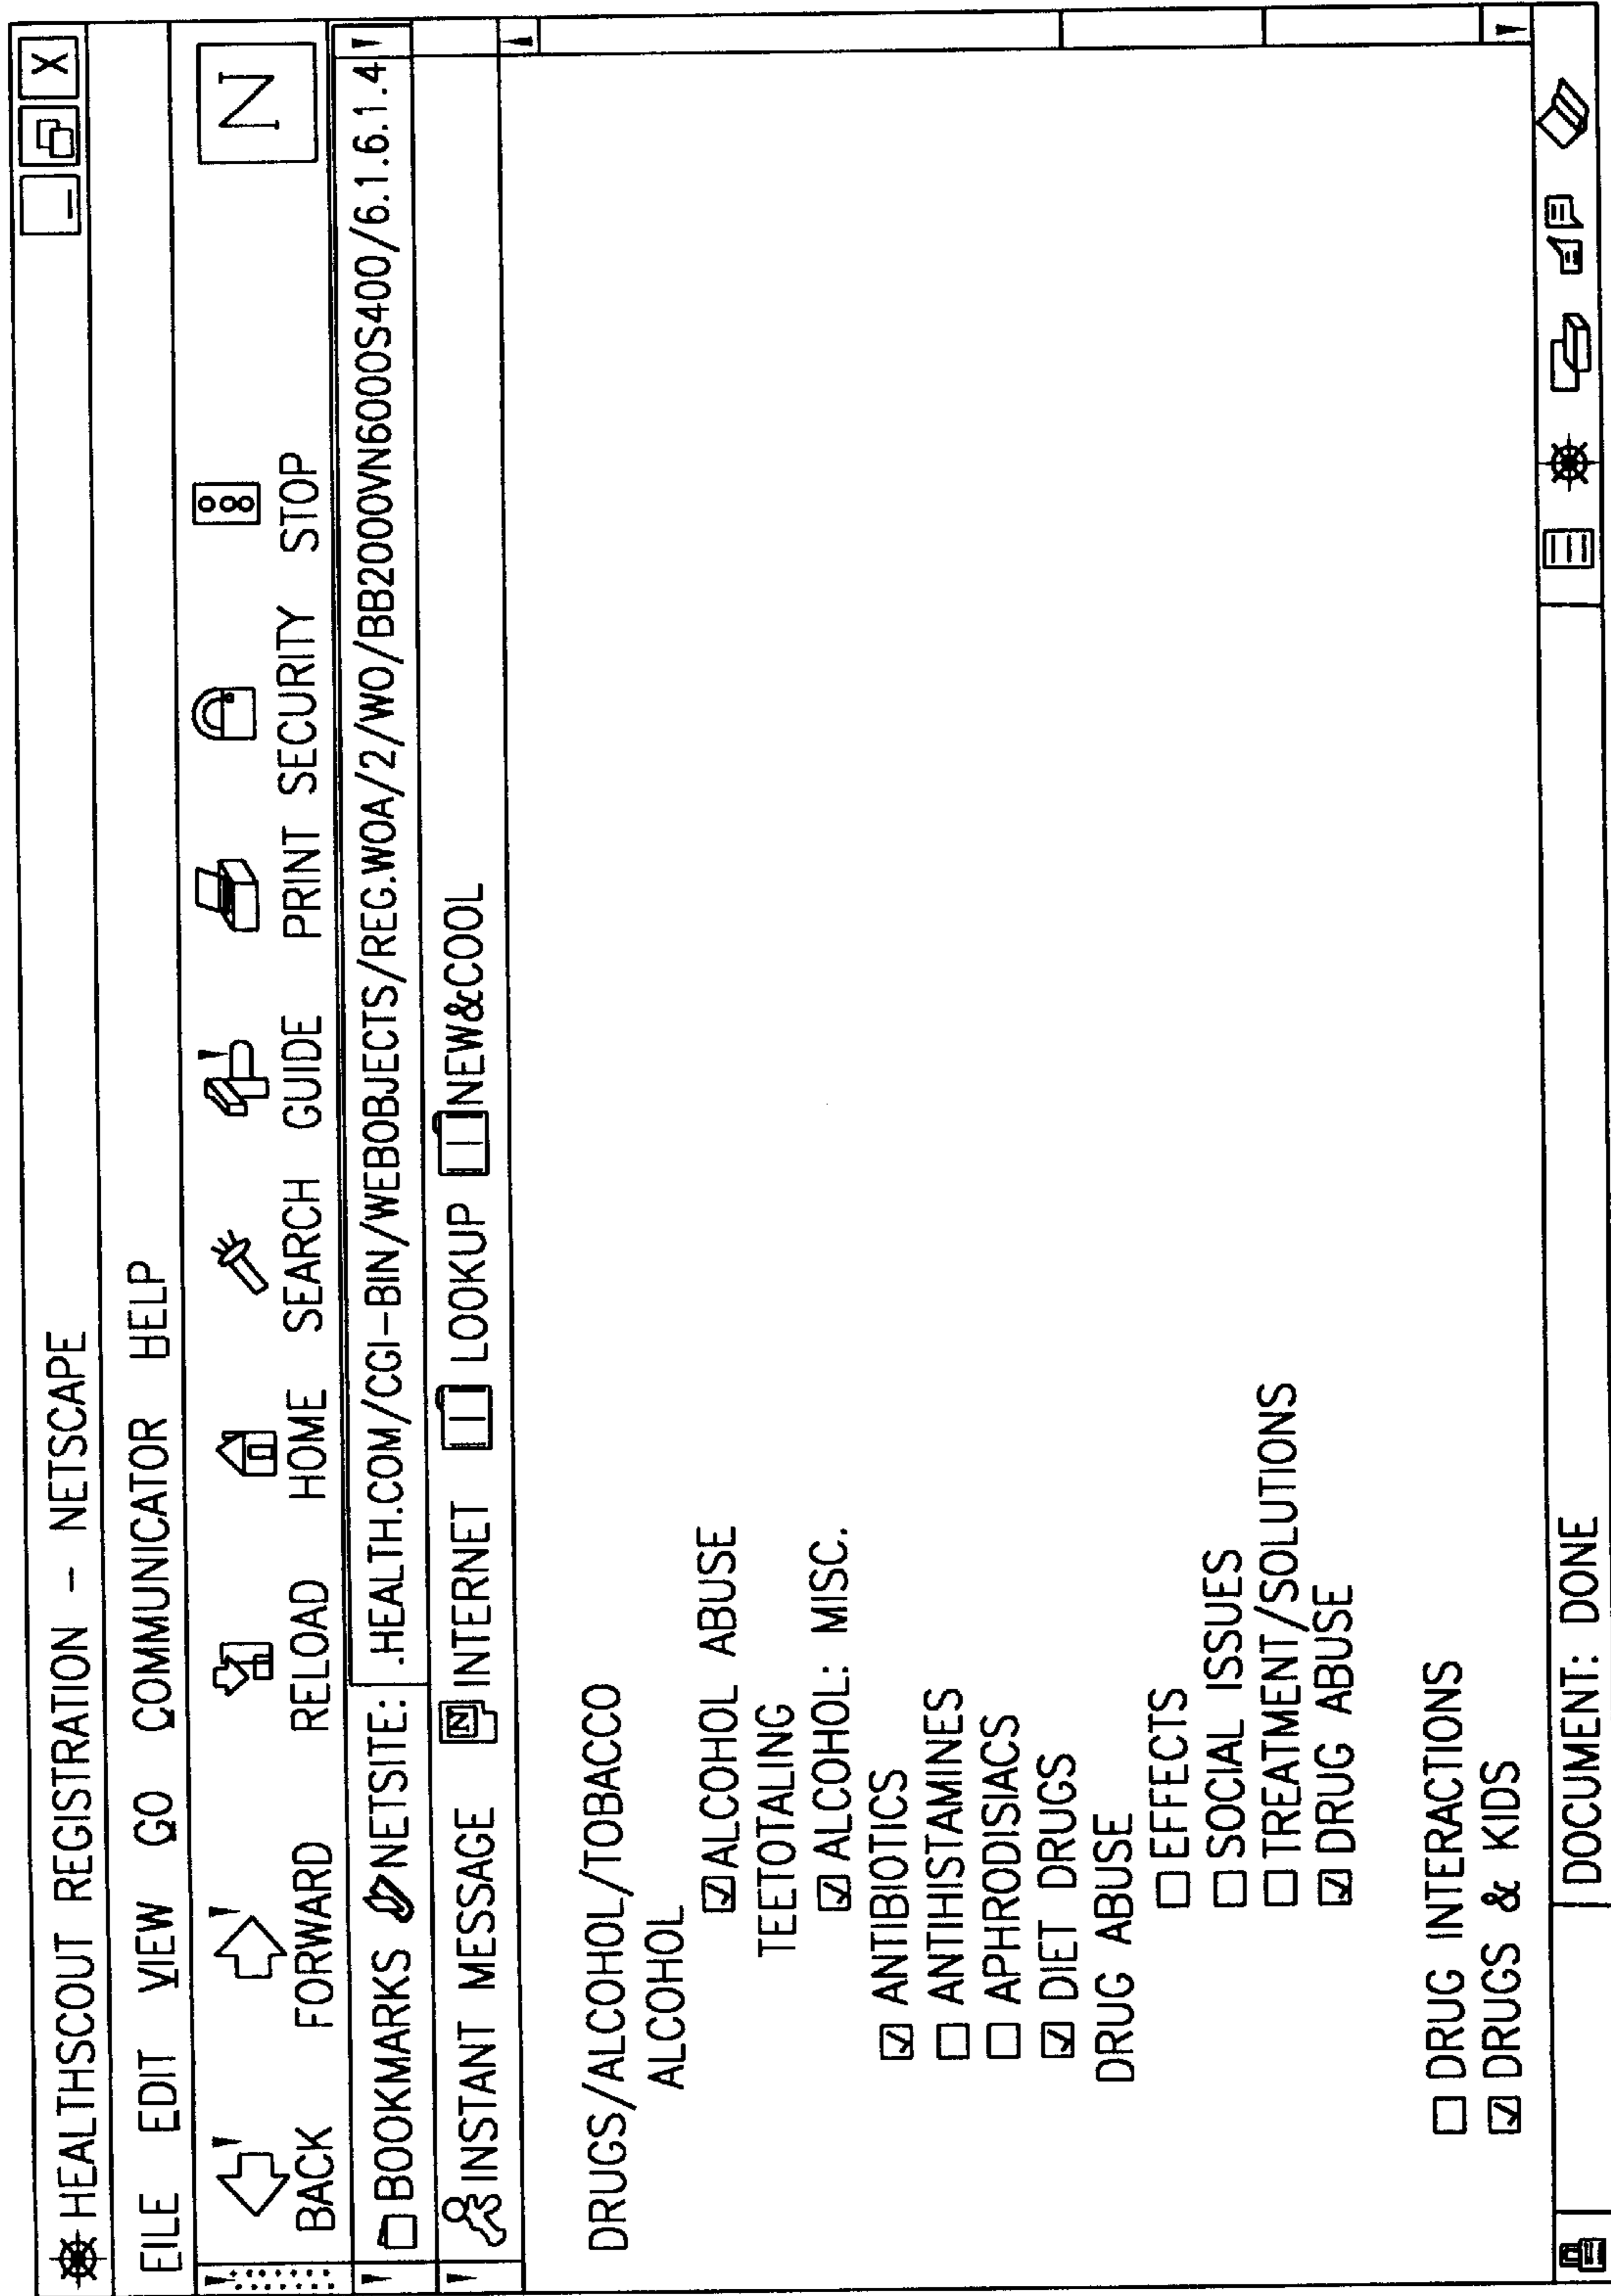 HEALTHSCOUT REGISTRATION - NETSCAPE
_ X
FILE EDIT VIEW GO COMMUNICATOR HELP
N
BACK FORWARD RELOAD HOME SEARCH GUIDE PRINT SECURITY STOP
BOOKMARKS NETSITE: .HEALTH.COM/CGI-BIN/WEBOBJECTS/REG.WOA/2/WO/BB2000VN6000S400/6.1.6.1.4
INSTANT MESSAGE N INTERNET LOOKUP NEW&COOL
DRUGS/ALCOHOL/TOBACCO
ALCOHOL
☑ALCOHOL ABUSE
TEETOTALING
☑ ALCOHOL: MISC.
☑ ANTIBIOTICS
☐ ANTIHISTAMINES
☐ APHRODISIACS
☑ DIET DRUGS
DRUG ABUSE
☐ EFFECTS
☐ SOCIAL ISSUES
☐ TREATMENT/SOLUTIONS
☑ DRUG ABUSE
☐ DRUG INTERACTIONS
☑ DRUGS & KIDS
DOCUMENT: DONE